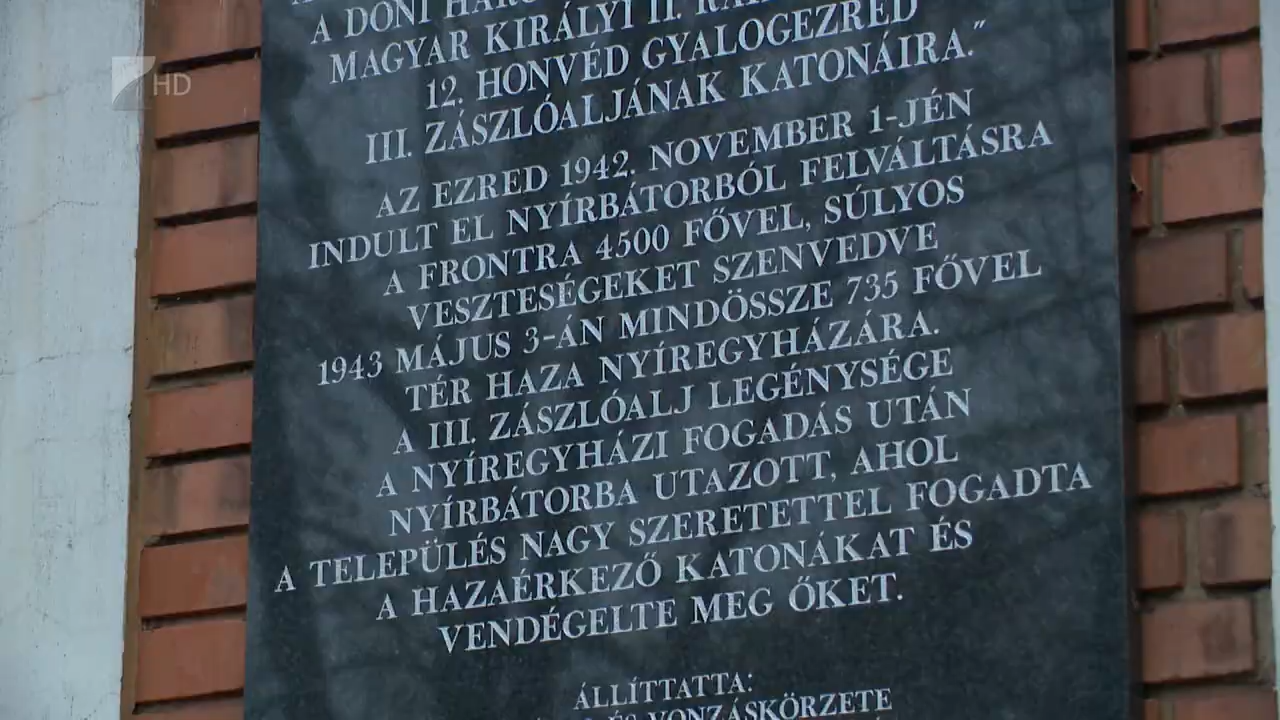 A DONI
MAGYAR KIRÁLYI II.
12. HONVÉD GYALOGEZRED
III. ZÁSZLÓALJÁNAK KATONÁIRA."
AZ EZRED 1942. NOVEMBER 1-JÉN
INDULT EL NYÍRBÁTORBÓL FELVÁLTÁSRA
A FRONTRA 4500 FŐVEL, SÚLYOS
VESZTESÉGEKET SZENVEDVE
1943 MÁJUS 3-ÁN MINDÖSSZE 735 FŐVEL
TÉR HAZA NYÍREGYHÁZÁRA.
A III. ZÁSZLÓALJ LEGÉNYSÉGE
A NYÍREGYHÁZI FOGADÁS UTÁN
NYÍRBÁTORBA UTAZOTT, AHOL
A TELEPÜLÉS NAGY SZERETETTEL FOGADTA
A HAZAÉRKEZŐ KATONÁKAT ÉS
VENDÉGELTE MEG ŐKET.
ÁLLÍTTATTA:
ÉS VONZÁSKÖRZETE
HD